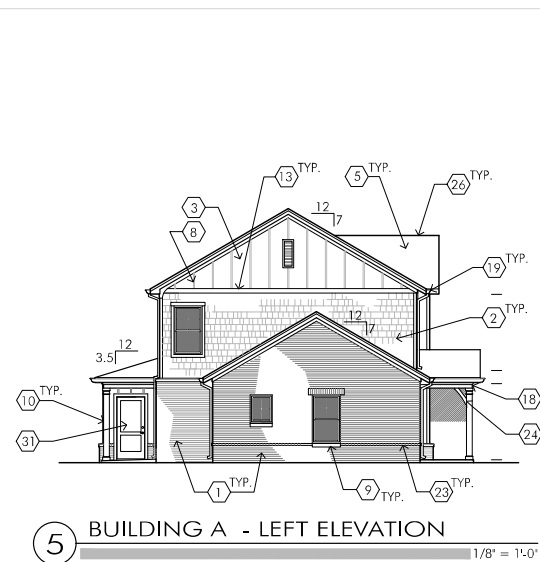 TYP.
13
TYP.
5
TYP.
26
3
12
7
8
TYP.
19
12
7
TYP.
2
12
3.5
TYP.
10
18
31
24
TYP.
1
9 TYP.
TYP.
23
5 BUILDING A - LEFT ELEVATION
1/8" = 1'-0"